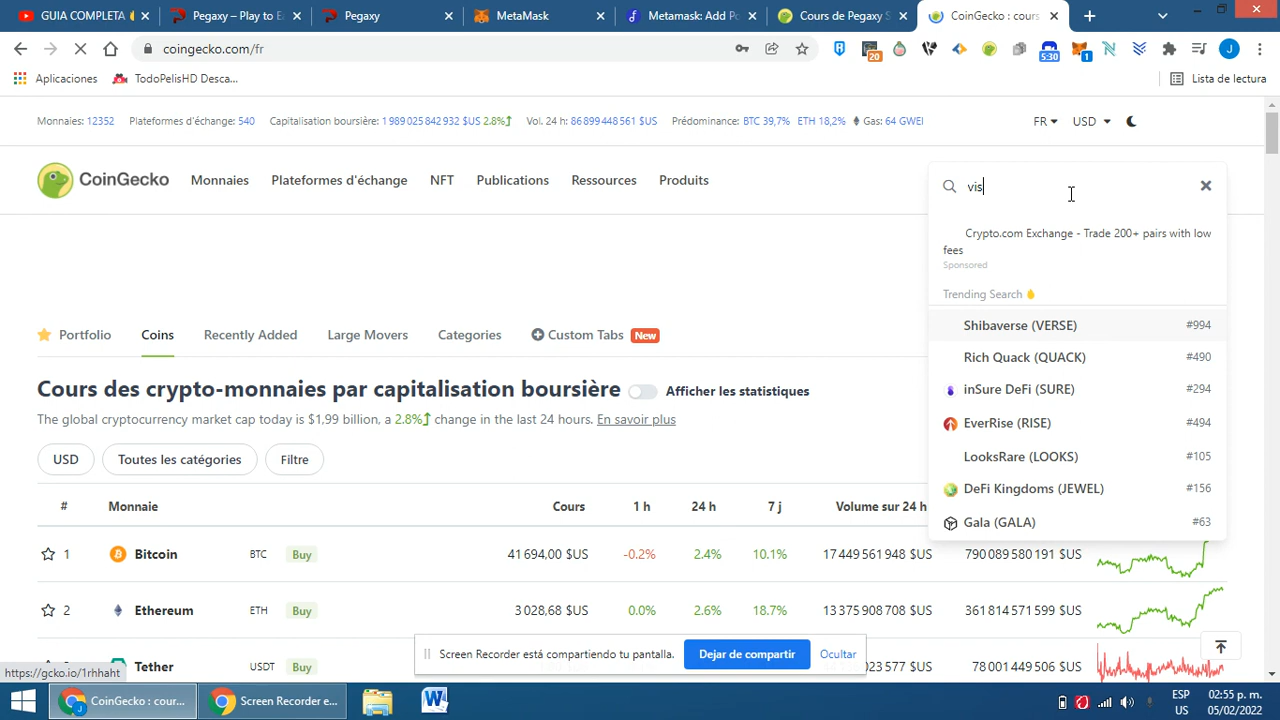 GUIA COMPLETA
Pegaxy – Play to E
Pegaxy
MetaMask
Metamask: Add Po
Cours de Pegaxy S
CoinGecko : cours
coingecko.com/fr
20
5:30
1
J
Aplicaciones
TodoPelisHD Desca...
Lista de lectura
Monnaies: 12352
Plateformes d'échange: 540
Capitalisation boursière: 1 989 025 842 932 $US 2.8%
Vol. 24 h: 86 899 448 561 $US
Prédominance: BTC 39,7% ETH 18,2%
Gas: 64 GWEI
FR
USD
CoinGecko
Monnaies
Plateformes d'échange
NFT
Publications
Ressources
Produits
vis
Crypto.com Exchange - Trade 200+ pairs with low
fees
Sponsored
Trending Search
Shibaverse (VERSE) #994
Rich Quack (QUACK) #490
inSure DeFi (SURE) #294
EverRise (RISE) #494
LooksRare (LOOKS) #105
DeFi Kingdoms (JEWEL) #156
Gala (GALA) #63
Portfolio
Coins
Recently Added
Large Movers
Categories
Custom Tabs New
Cours des crypto-monnaies par capitalisation boursière
Afficher les statistiques
The global cryptocurrency market cap today is $1,99 billion, a 2.8% change in the last 24 hours. En savoir plus
USD
Toutes les catégories
Filtre
# Monnaie Cours 1 h 24 h 7 j Volume sur 24 h
1 Bitcoin BTC Buy 41 694,00 $US -0.2% 2.4% 10.1% 17 449 561 948 $US 790 089 580 191 $US
2 Ethereum ETH Buy 3 028,68 $US 0.0% 2.6% 18.7% 13 375 908 708 $US 361 814 571 599 $US
Tether USDT Buy 023 577 $US 78 001 449 506 $US
Screen Recorder está compartiendo tu pantalla.
Dejar de compartir
Ocultar
https://gcko.io/1rhhaht
CoinGecko : cour...
Screen Recorder e...
W
ESP
US
02:55 p. m.
05/02/2022